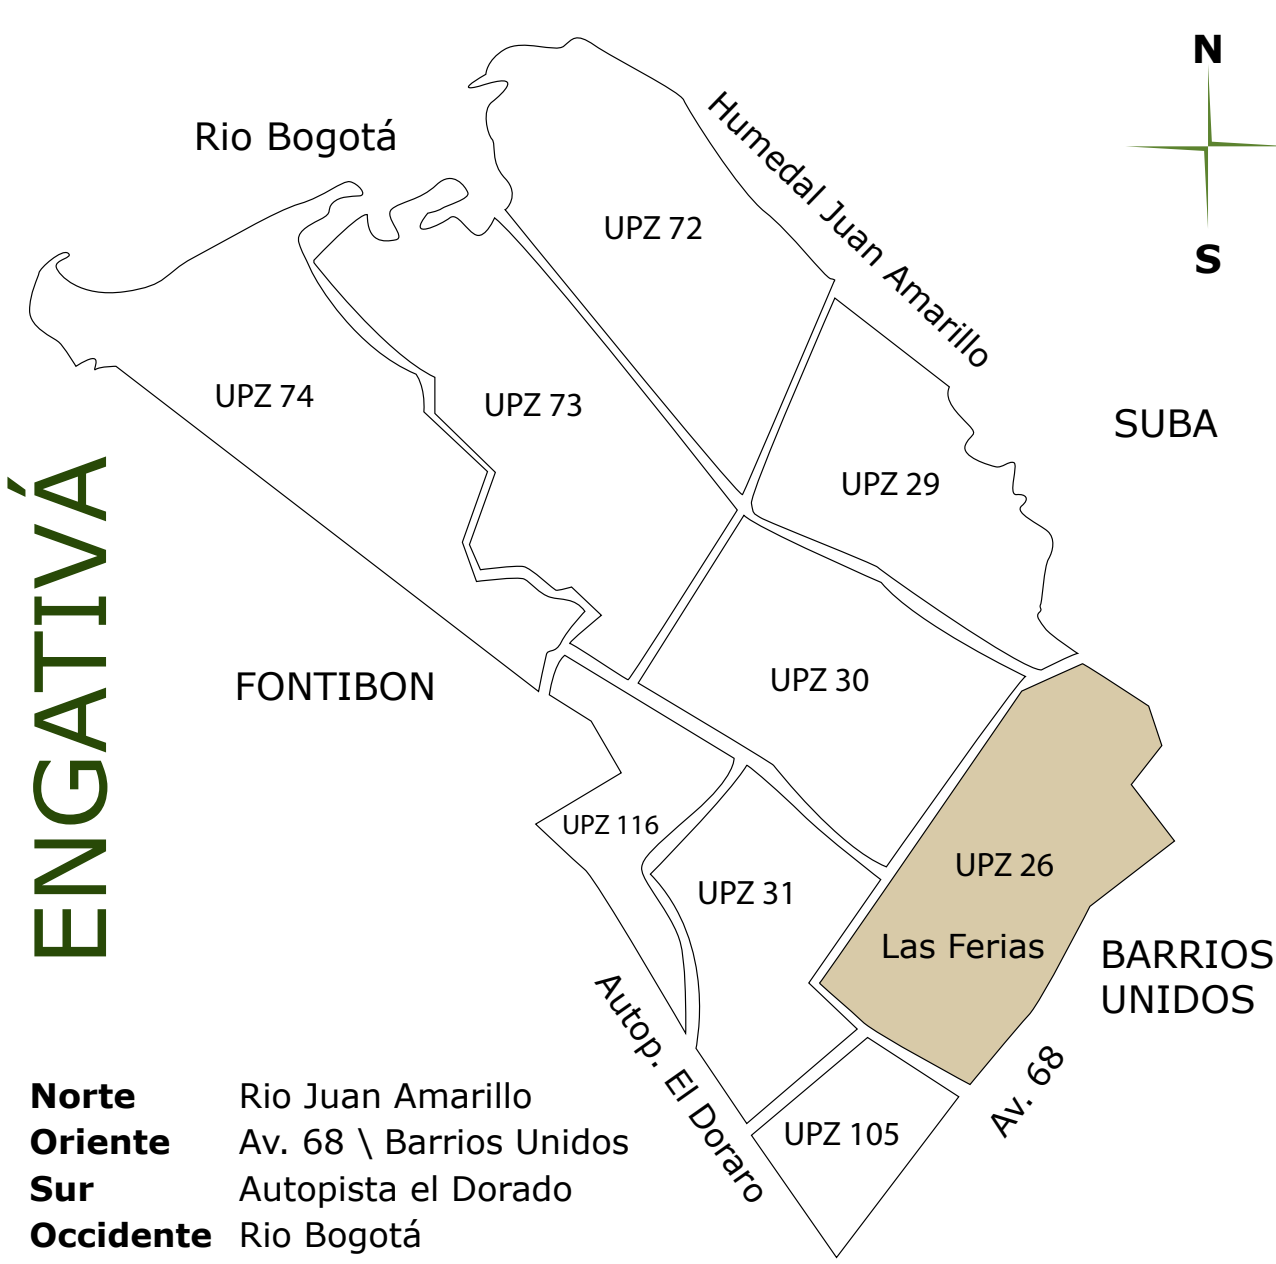 N
Rio Bogotá
Humedal Juan Amarillo
UPZ 72
S
UPZ 74
UPZ 73
SUBA
UPZ 29
ENGATIVÁ
FONTIBON
UPZ 30
UPZ 116
UPZ 31
UPZ 26
Las Ferias
BARRIOS
UNIDOS
Autop. El Doraro
Av. 68
UPZ 105
Norte Rio Juan Amarillo
Oriente Av. 68 \ Barrios Unidos
Sur Autopista el Dorado
Occidente Rio Bogotá